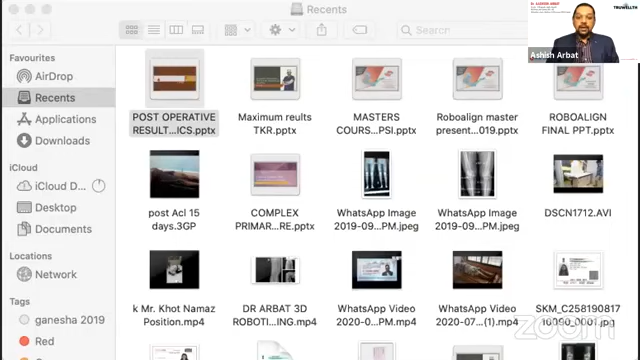 Recents
Search
TRUWELLTH
Ashish Arbat
Favourites
AirDrop
Recents
Applications
Downloads
iCloud
iCloud D...
Desktop
Documents
Locations
Network
Tags
ganesha 2019
Red
POST OPERATIVE
RESULT...ICS.pptx
Maximum reults
TKR.pptx
MASTERS
COURS...PSI.pptx
Roboalign master
present...019.pptx
ROBOALIGN
FINAL PPT.pptx
post Acl 15
days.3GP
COMPLEX
PRIMAR...RE.pptx
WhatsApp Image
2019-09...PM.jpeg
WhatsApp Image
2019-09...PM.jpeg
DSCN1712.AVI
k Mr. Khot Namaz
Position.mp4
DR ARBAT 3D
ROBOTI...ING.mp4
WhatsApp Video
2020-0...PM.mp4
WhatsApp Video
2020-07...(1).mp4
SKM_C258190817
16090_0001.jpg
zoom